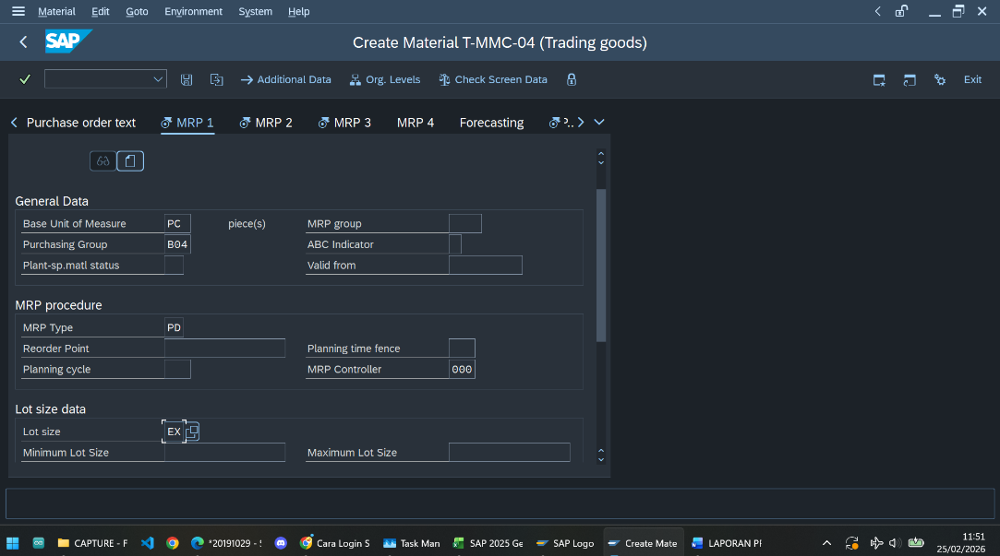 Material Edit Goto Environment System Help
SAP Create Material T-MMC-04 (Trading goods)
Additional Data Org. Levels Check Screen Data Exit
Purchase order text MRP 1 MRP 2 MRP 3 MRP 4 Forecasting
General Data
Base Unit of Measure PC piece(s) MRP group
Purchasing Group B04 ABC Indicator
Plant-sp.matl status Valid from
MRP procedure
MRP Type PD
Reorder Point Planning time fence
Planning cycle MRP Controller 000
Lot size data
Lot size EX
Minimum Lot Size Maximum Lot Size
CAPTURE - F *20191029 - Cara Login S Task Man SAP 2025 Ge SAP Logo Create Mate LAPORAN PF
11:51
25/02/2026